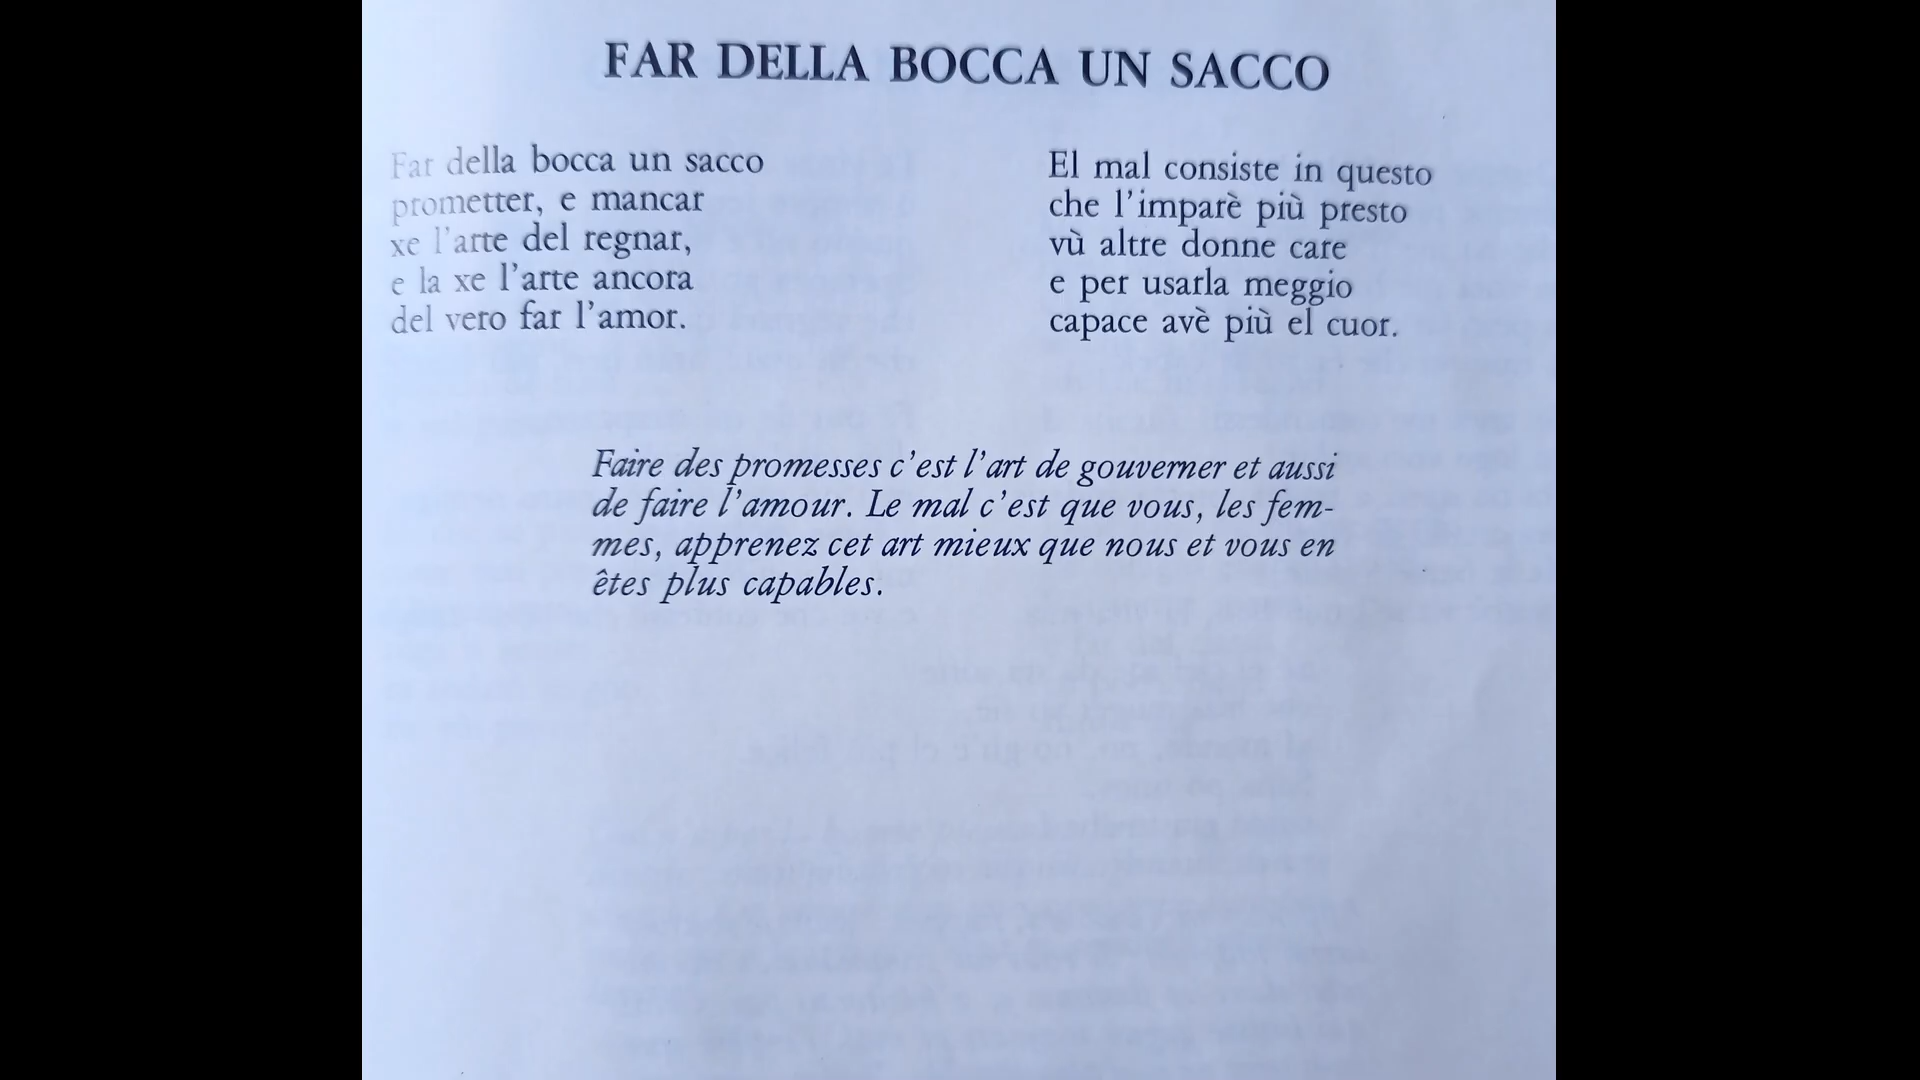 FAR DELLA BOCCA UN SACCO
Far della bocca un sacco
prometter, e mancar
xe l'arte del regnar,
e la xe l'arte ancora
del vero far l'amor.
El mal consiste in questo
che l'imparè più presto
vù altre donne care
e per usarla meggio
capace avè più el cuor.
Faire des promesses c'est l'art de gouverner et aussi
de faire l'amour. Le mal c'est que vous, les fem-
mes, apprenez cet art mieux que nous et vous en
êtes plus capables.